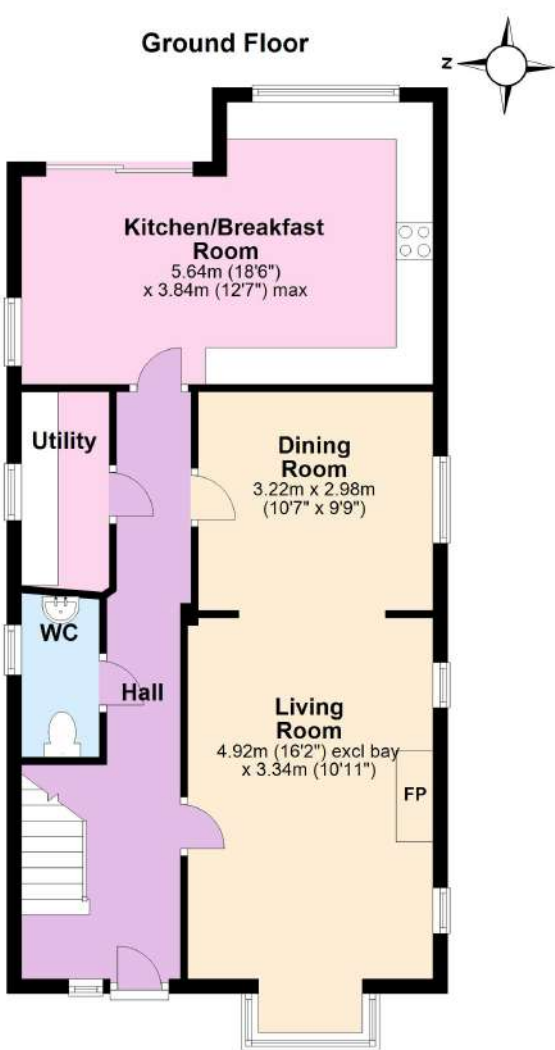 Ground Floor
Z
Kitchen/Breakfast
Room
5.64m (18'6")
x 3.84m (12'7") max
Utility
Dining
Room
3.22m x 2.98m
(10'7" x 9'9")
WC
Hall
Living
Room
4.92m (16'2") excl bay
x 3.34m (10'11")
FP